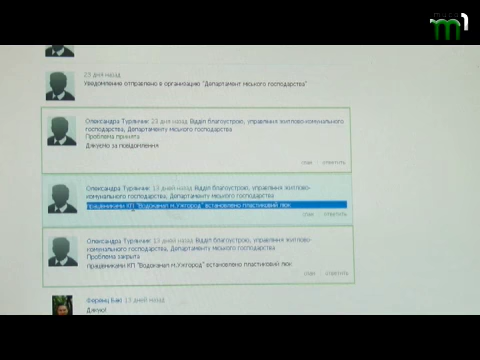 m1
23 дня назад
Уведомление отправлено в организацию "Департамент міського господарства"
Олександра Турянчик 23 дня назад Відділ благоустрою, управління житлово-комунального
господарства, Департаменту міського господарства
Проблема принята
Дякуємо за повідомлення
ответить
Олександра Турянчик 13 дней назад Відділ благоустрою, управління житлово-
комунального господарства, Департаменту міського господарства
працівниками КП "Водоканал м.Ужгород" встановлено пластиковий люк
ответить
Олександра Турянчик 13 дней назад Відділ благоустрою, управління житлово-
комунального господарства, Департаменту міського господарства
Проблема закрыта
працівниками КП "Водоканал м.Ужгород" встановлено пластиковий люк
ответить
Ференц Бакі 13 дней назад
Дякую!